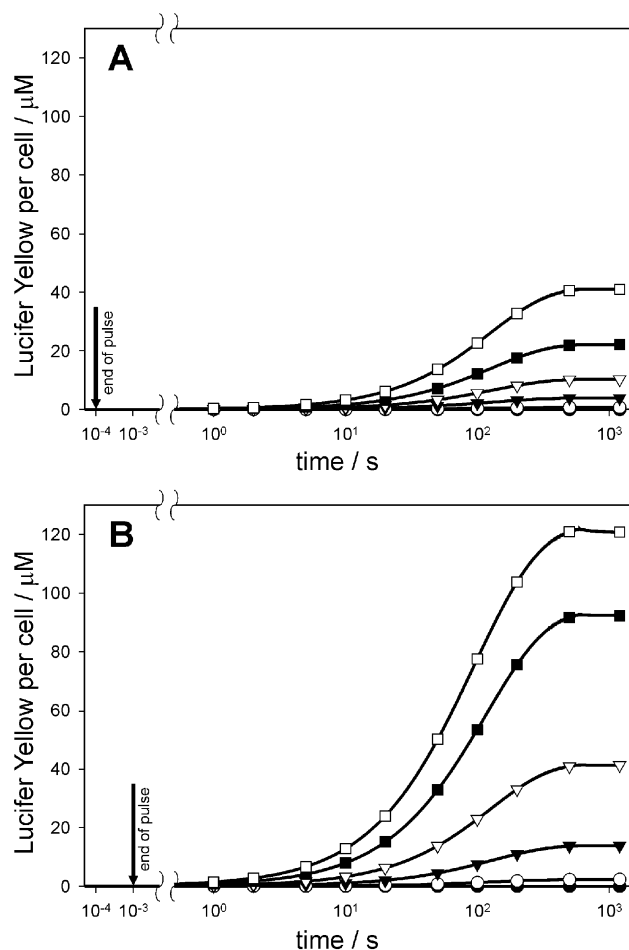 A
Lucifer Yellow per cell / μM
120
100
80
60
40
20
0
end of pulse
10⁻⁴ 10⁻³ 10⁰ 10¹ 10² 10³
time / s
B
Lucifer Yellow per cell / μM
120
100
80
60
40
20
0
end of pulse
10⁻⁴ 10⁻³ 10⁰ 10¹ 10² 10³
time / s